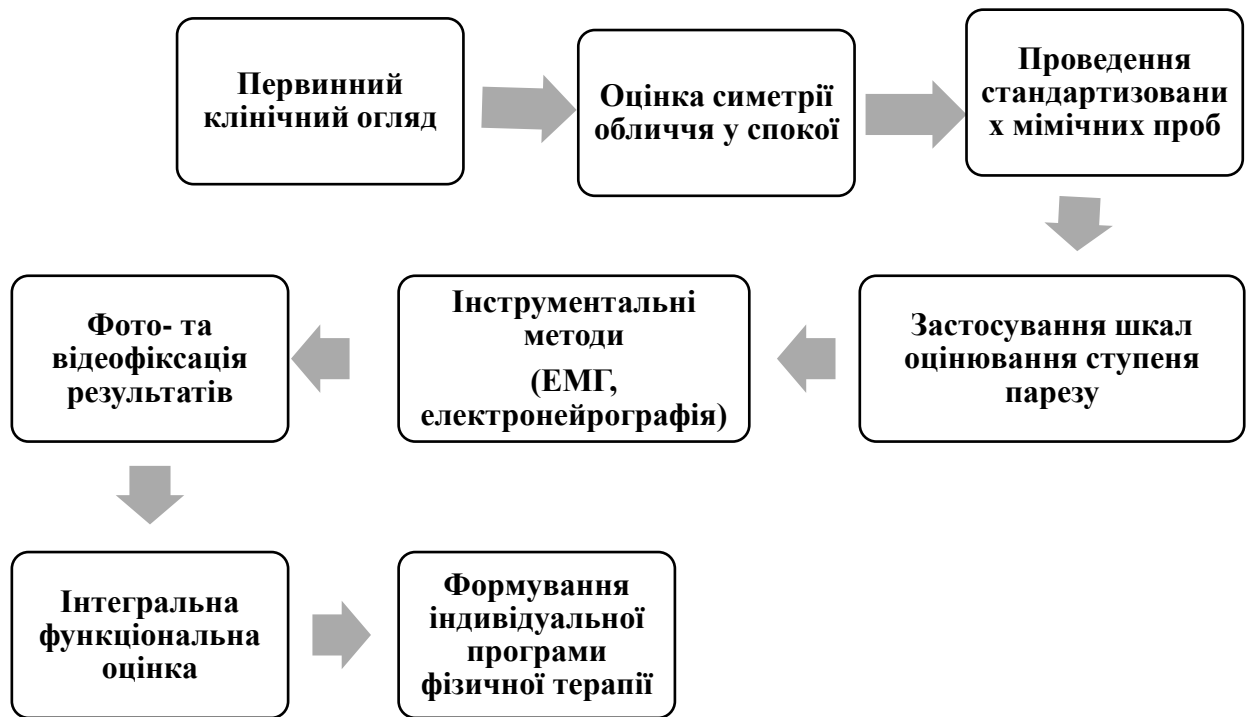 Первинний
клінічний огляд
Оцінка симетрії
обличчя у спокої
Проведення
стандартизовани
х мімічних проб
Застосування шкал
оцінювання ступеня
парезу
Інструментальні
методи
(ЕМГ,
електронейрографія)
Фото- та
відеофіксація
результатів
Інтегральна
функціональна
оцінка
Формування
індивідуальної
програми
фізичної терапії